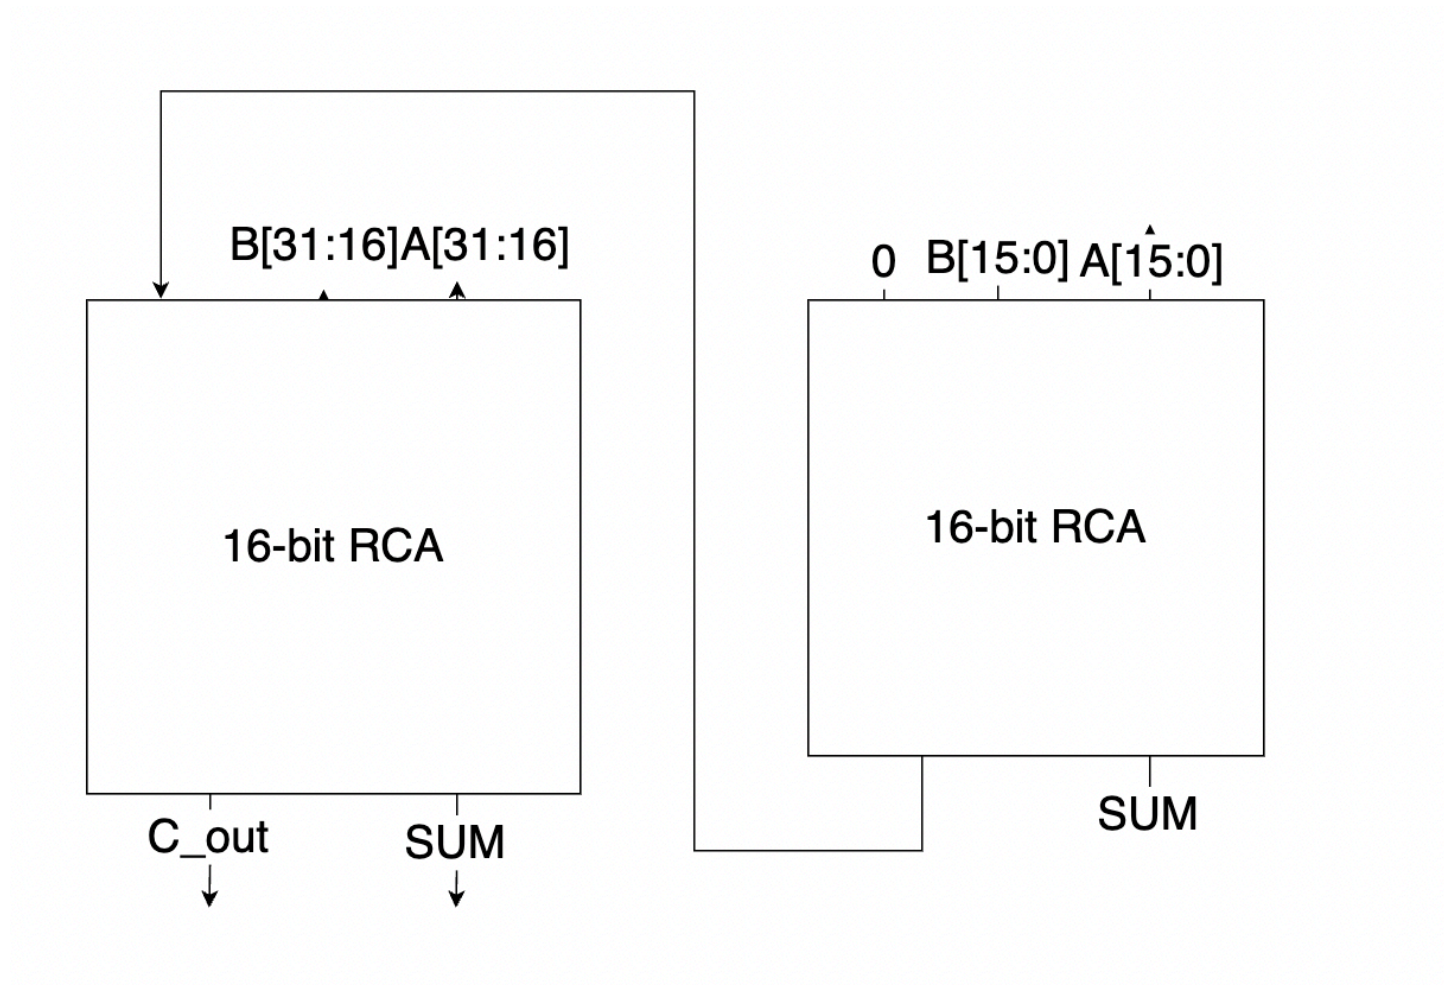 B[31:16]A[31:16]
0 B[15:0] A[15:0]
16-bit RCA
16-bit RCA
C_out SUM
SUM